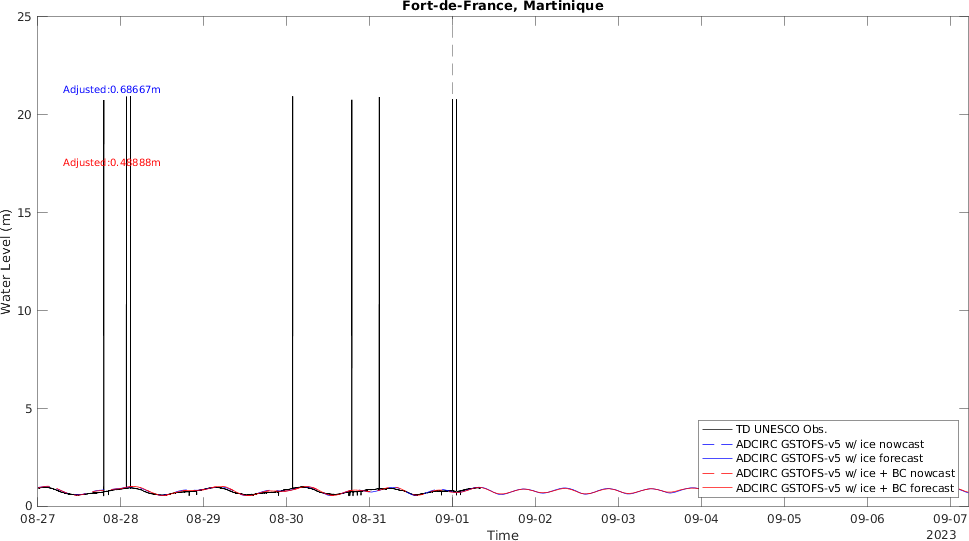 Fort-de-France, Martinique
25
Adjusted:0.68667m
20
Adjusted:0.48888m
15
Water Level (m)
10
5
TD UNESCO Obs.
ADCIRC GSTOFS-v5 w/ ice nowcast
ADCIRC GSTOFS-v5 w/ ice forecast
ADCIRC GSTOFS-v5 w/ ice + BC nowcast
ADCIRC GSTOFS-v5 w/ ice + BC forecast
0
08-27 08-28 08-29 08-30 08-31 09-01 09-02 09-03 09-04 09-05 09-06 09-07
Time
2023